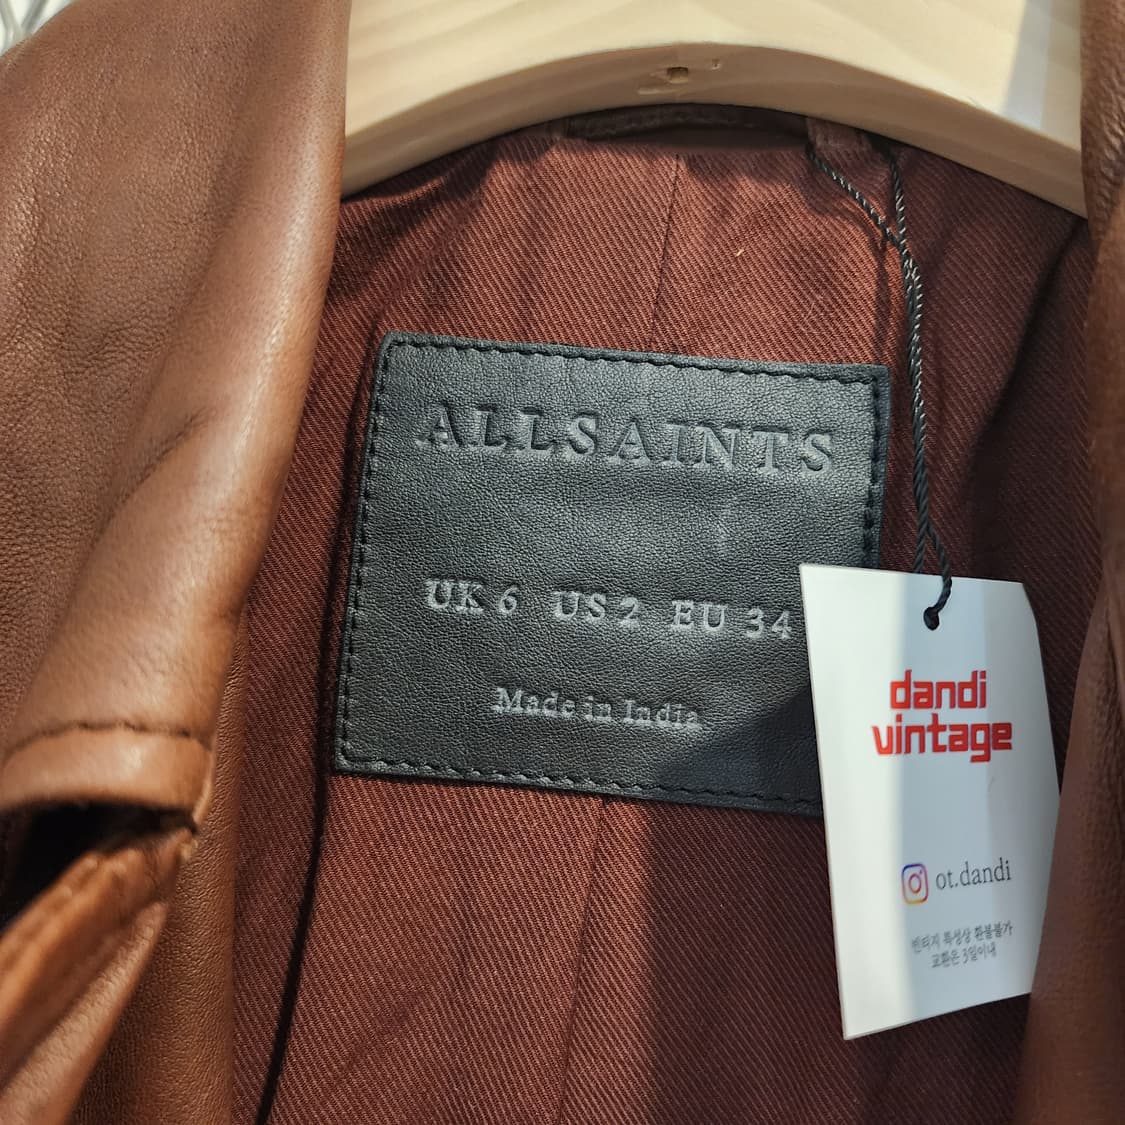 ALLSAINTS
UK 6 US 2 EU 34
Made in India
dandi
vintage
ot.dandi
빈티지 특성상 환불불가
교환은 3일이내